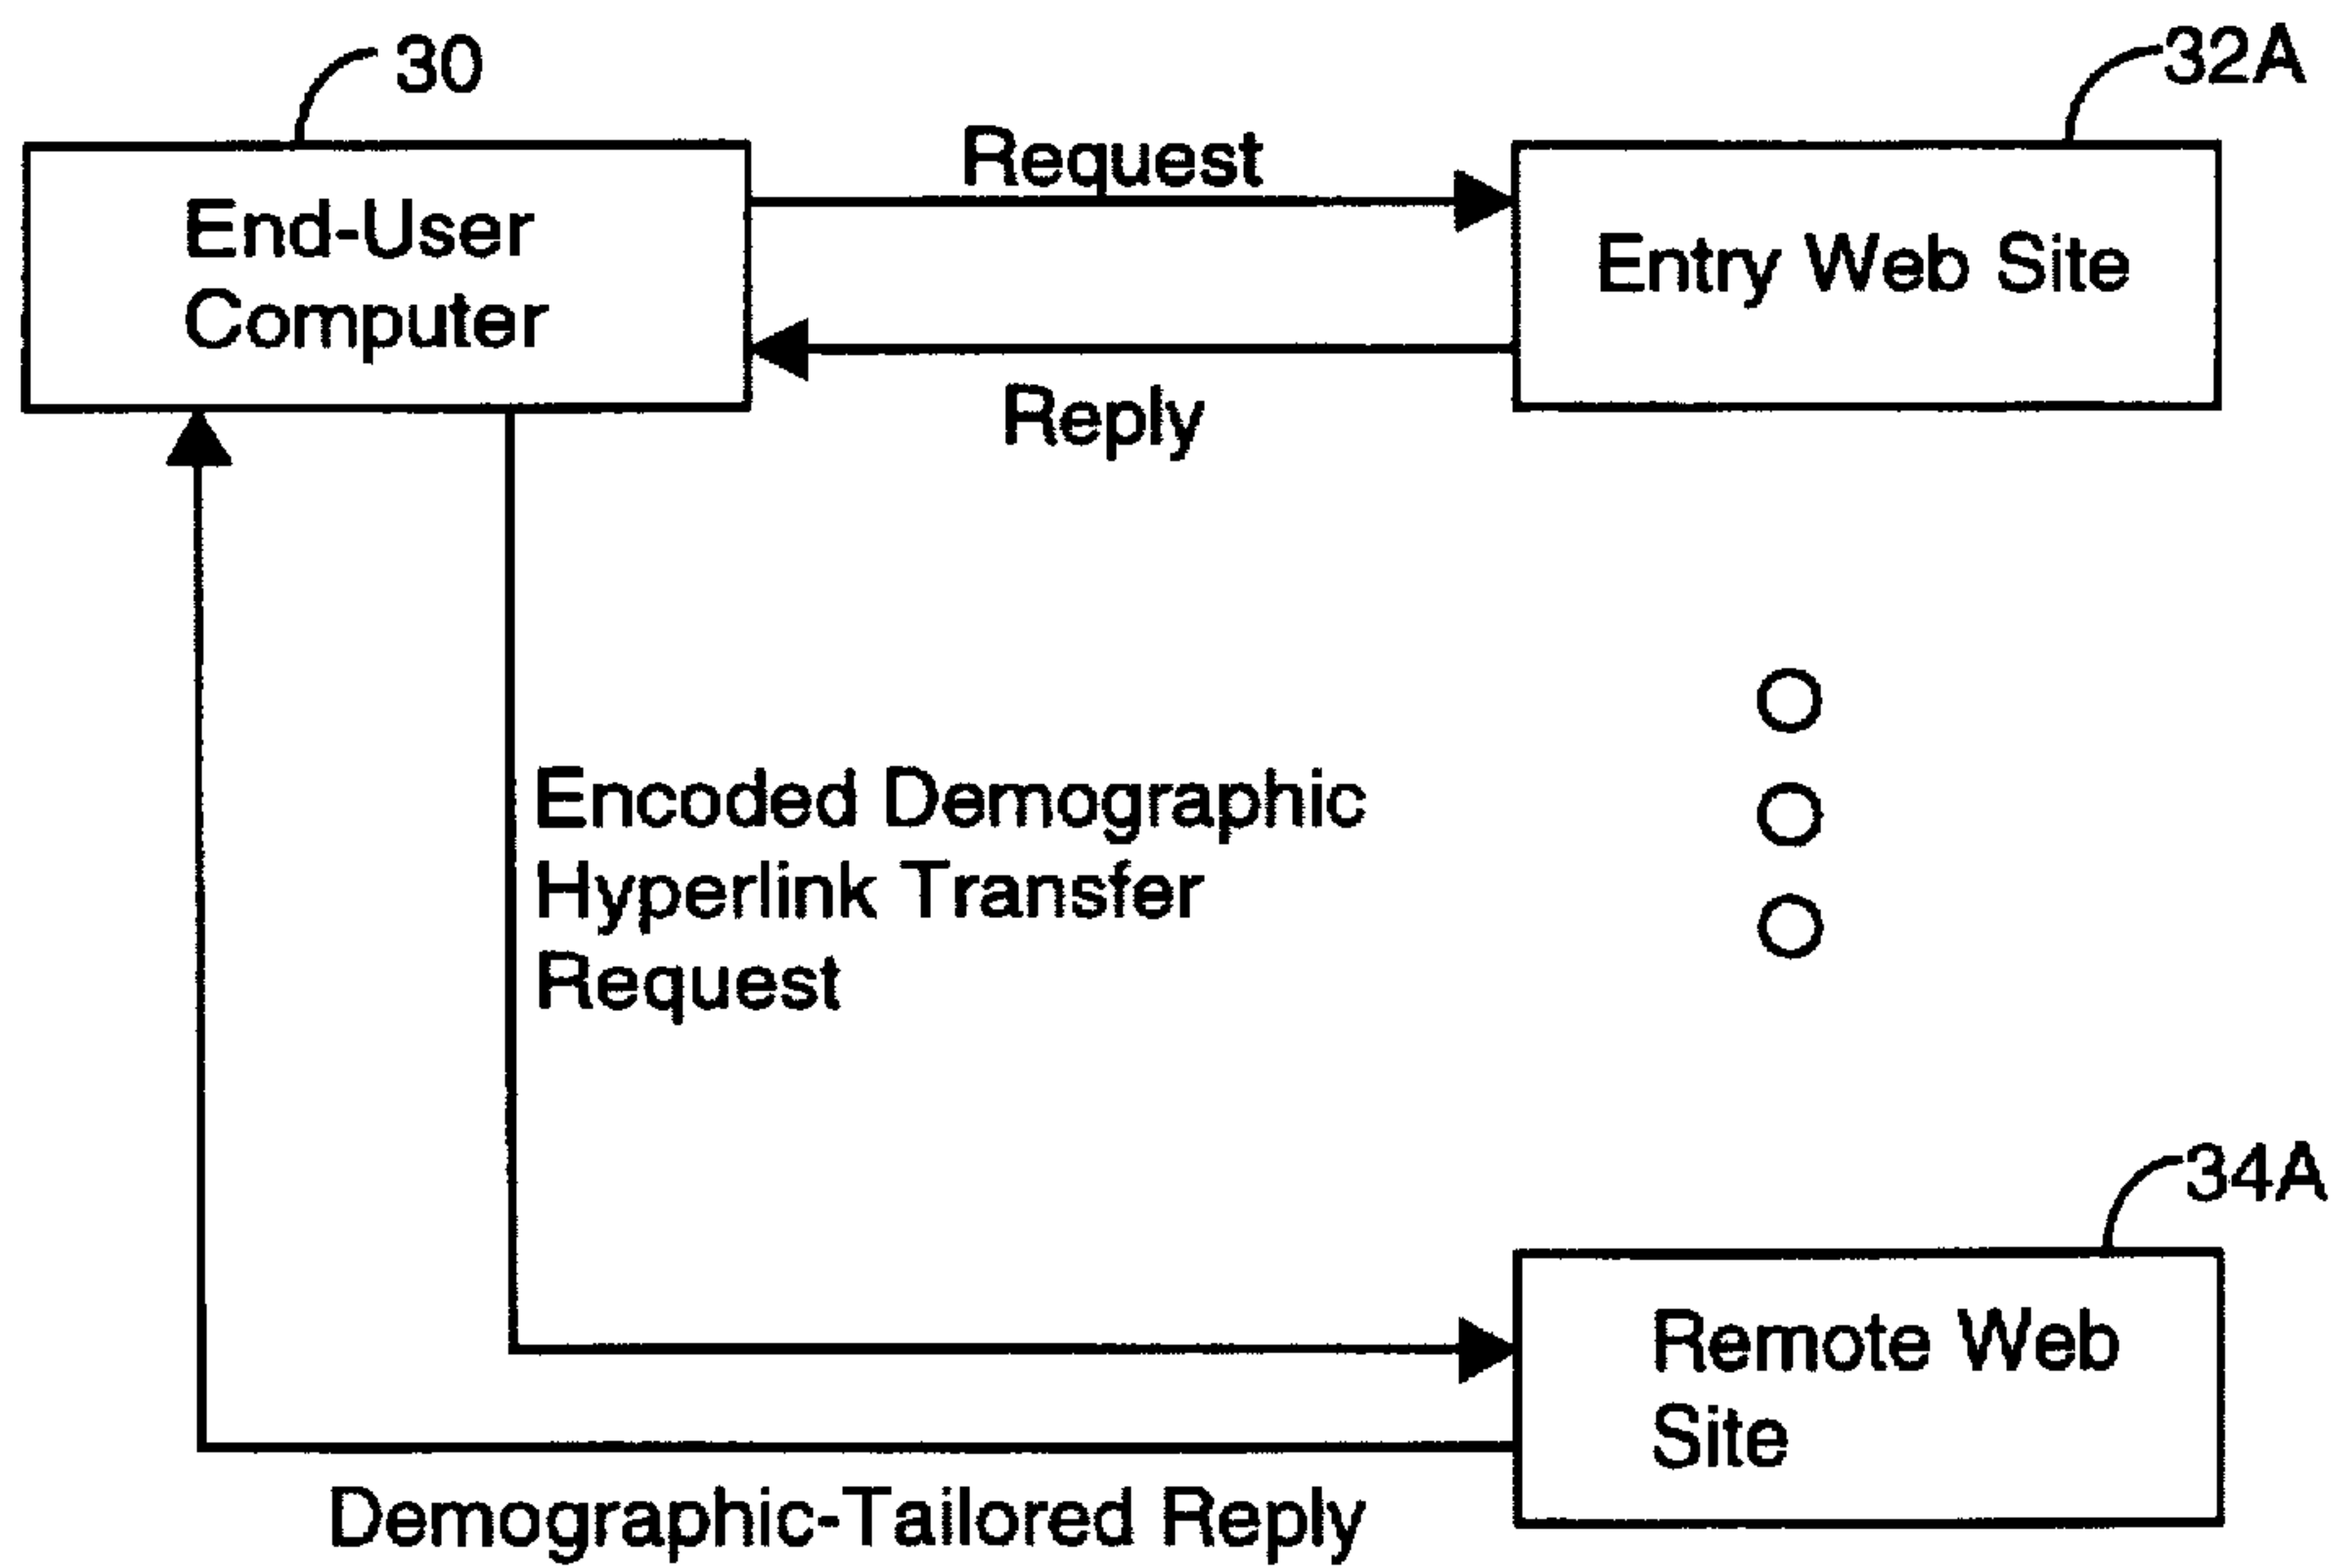 30
32A
Request
End-User
Computer
Entry Web Site
Reply
Encoded Demographic
Hyperlink Transfer
Request
34A
Remote Web
Site
Demographic-Tailored Reply